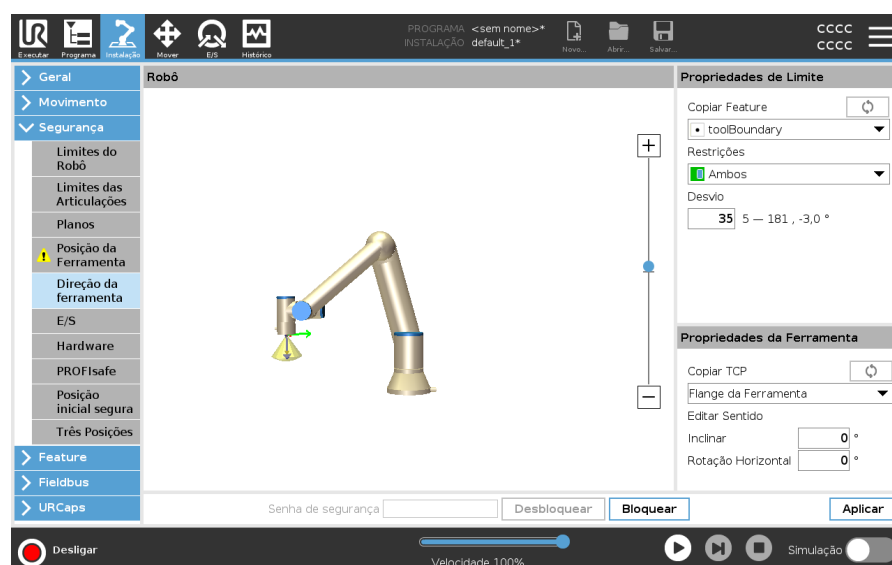 UR
PROGRAMA <sem nome>*
INSTALAÇÃO default_1*
cccc
cccc
Executar Programa Instalação Mover E/S Histórico Novo... Abrir... Salvar...
Geral
Movimento
Segurança
Limites do
Robô
Limites das
Articulações
Planos
Posição da
Ferramenta
Direção da
ferramenta
E/S
Hardware
PROFIsafe
Posição
inicial segura
Três Posições
Feature
Fieldbus
URCaps
Robô
+
−
Propriedades de Limite
Copiar Feature
toolBoundary
Restrições
Ambos
Desvio
35 5 — 181 , -3,0 °
Propriedades da Ferramenta
Copiar TCP
Flange da Ferramenta
Editar Sentido
Inclinar 0 °
Rotação Horizontal 0 °
Senha de segurança Desbloquear Bloquear Aplicar
Desligar
Velocidade 100%
Simulação